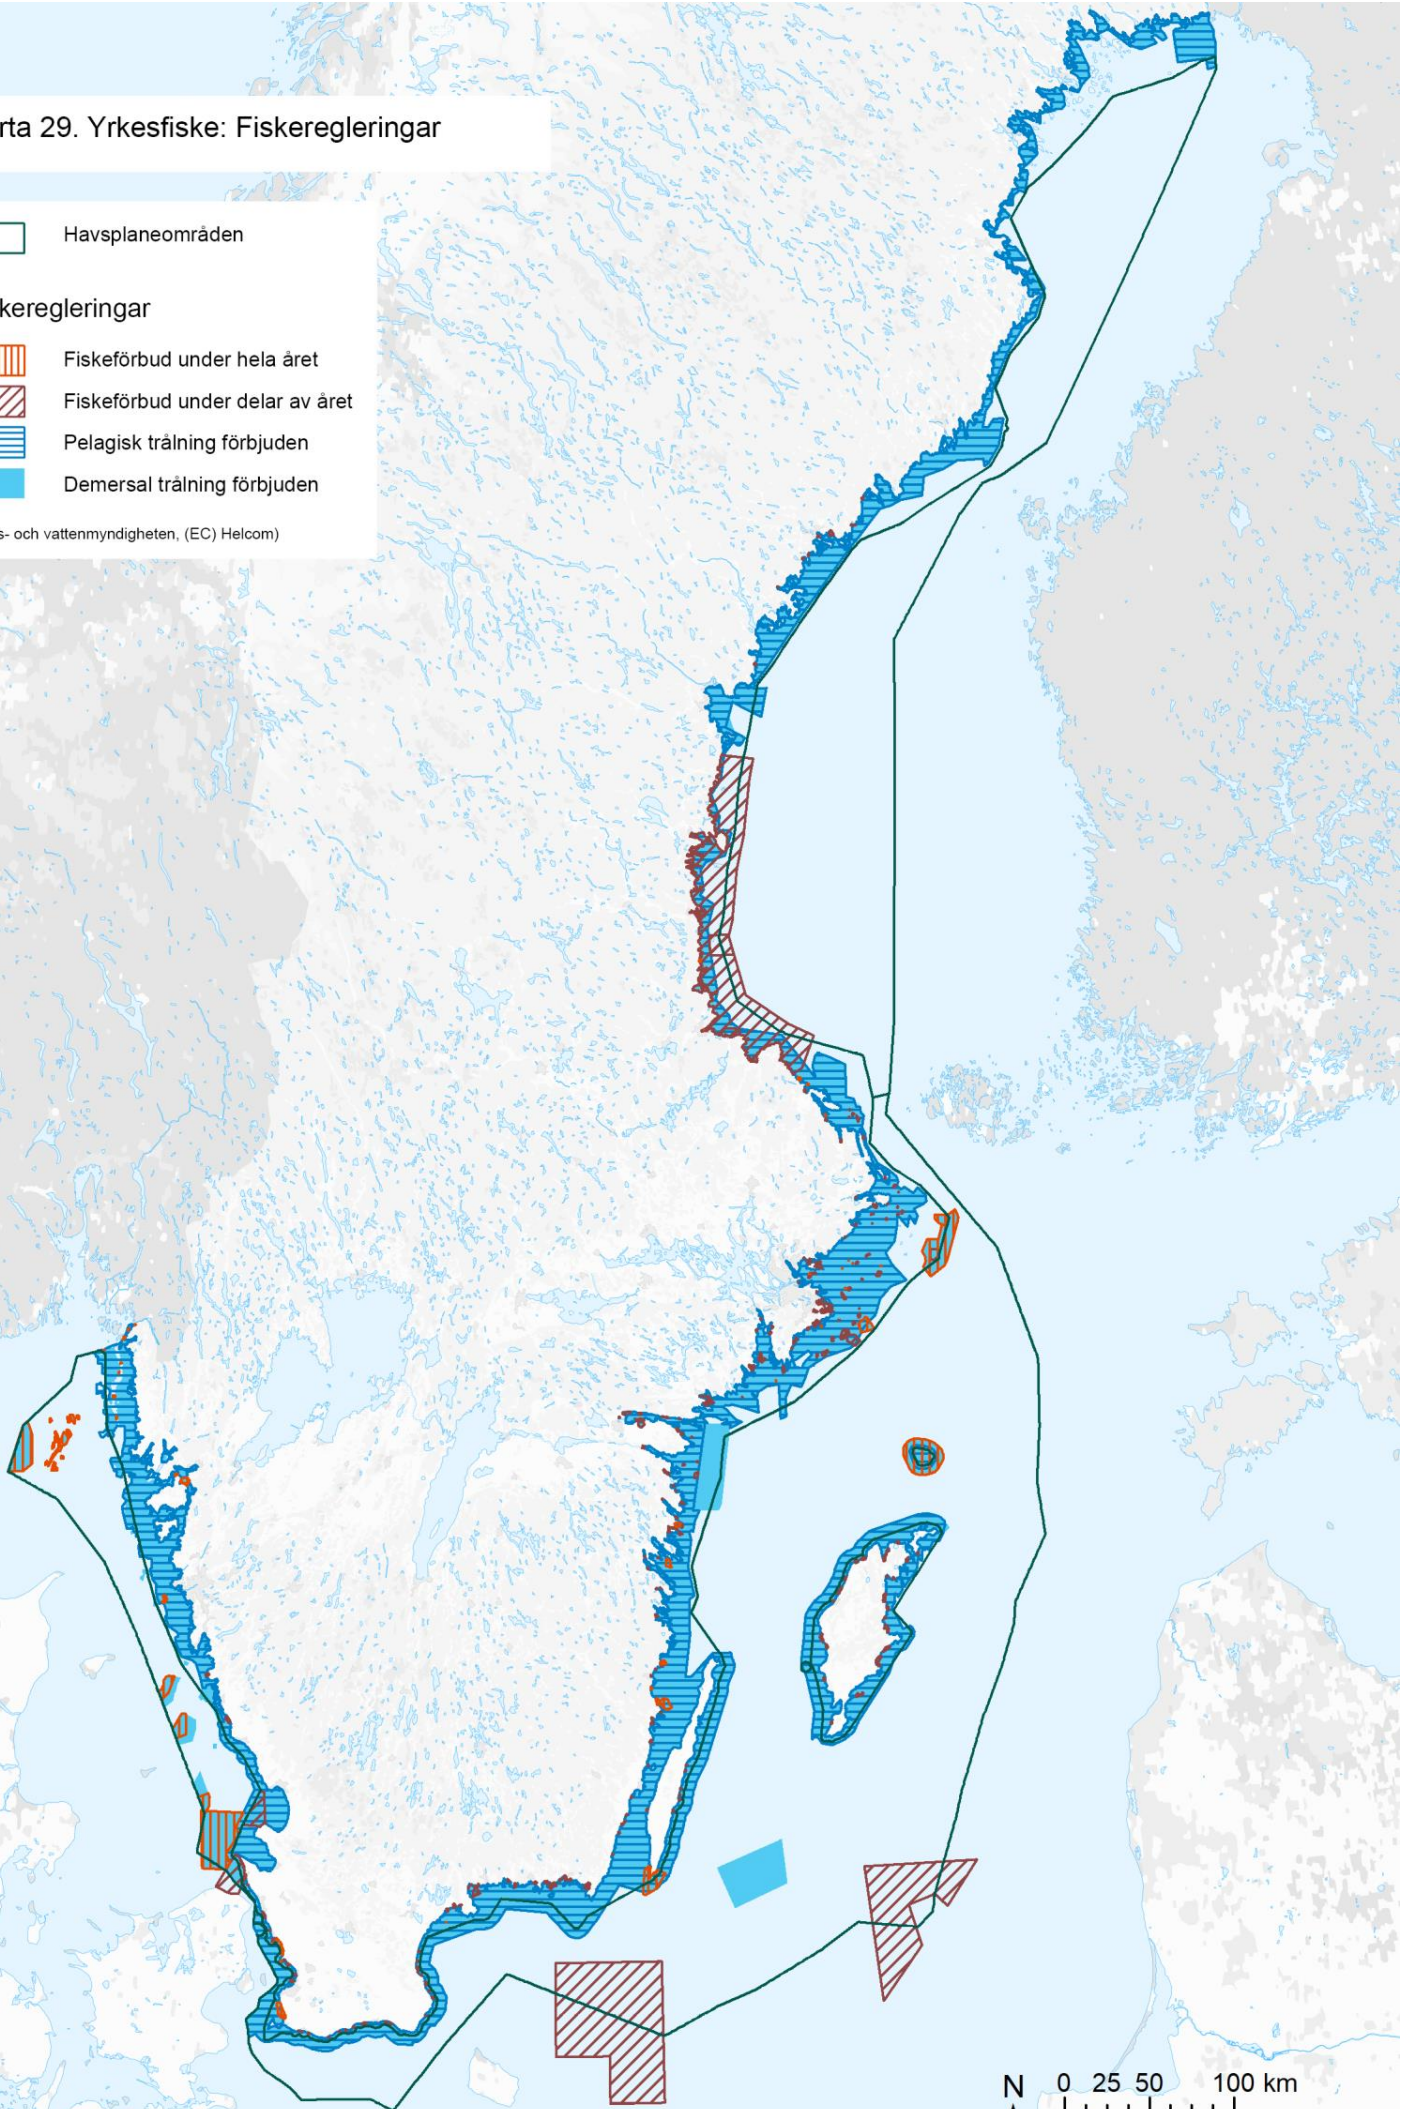 rta 29. Yrkesfiske: Fiskeregleringar
Havsplaneområden
keregleringar
Fiskeförbud under hela året
Fiskeförbud under delar av året
Pelagisk trålning förbjuden
Demersal trålning förbjuden
s- och vattenmyndigheten, (EC) Helcom)
N 0 25 50 100 km